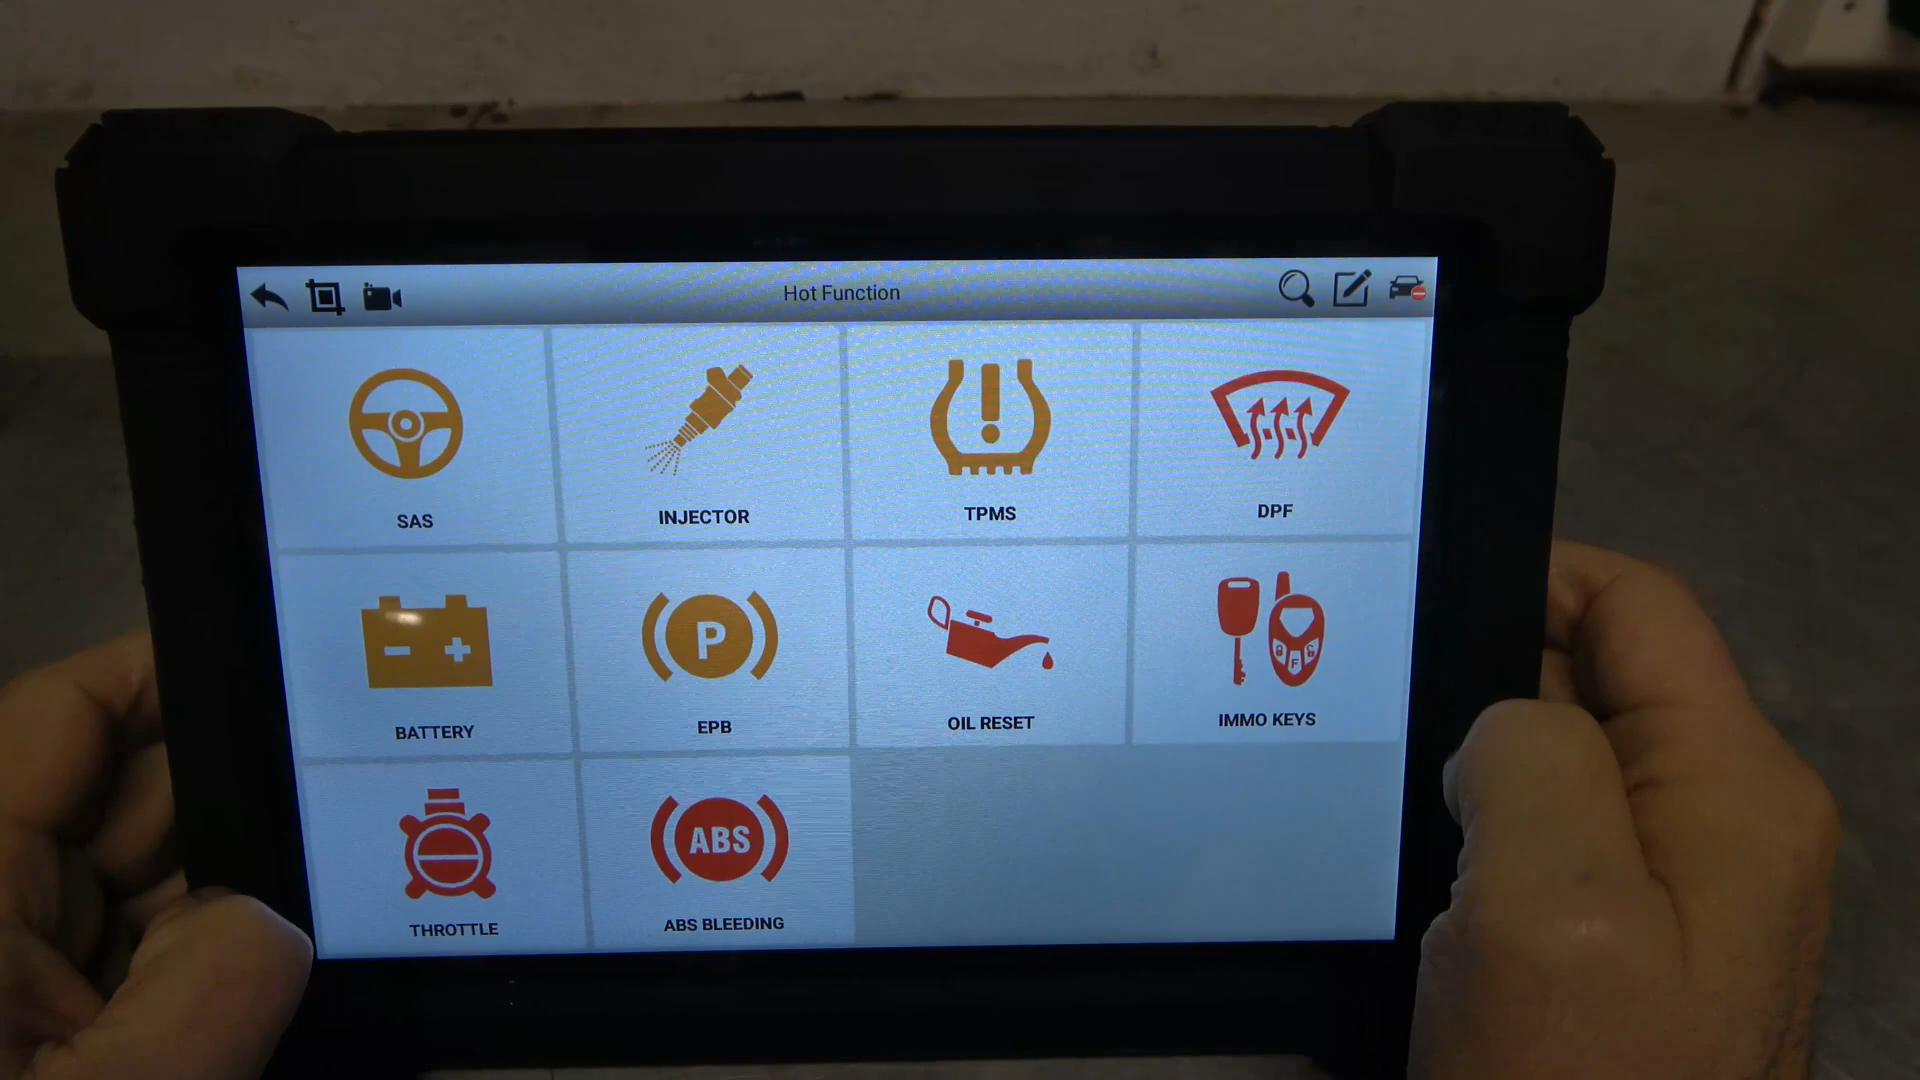 Hot Function
SAS
INJECTOR
TPMS
DPF
P
F
BATTERY
EPB
OIL RESET
IMMO KEYS
ABS
THROTTLE
ABS BLEEDING